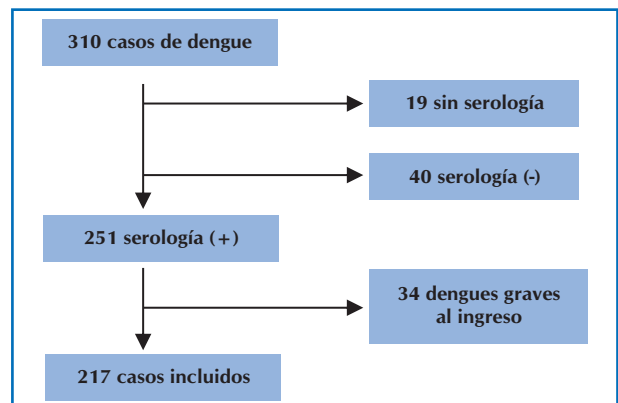 310 casos de dengue
19 sin serología
40 serología (-)
251 serología (+)
34 dengues graves
al ingreso
217 casos incluidos